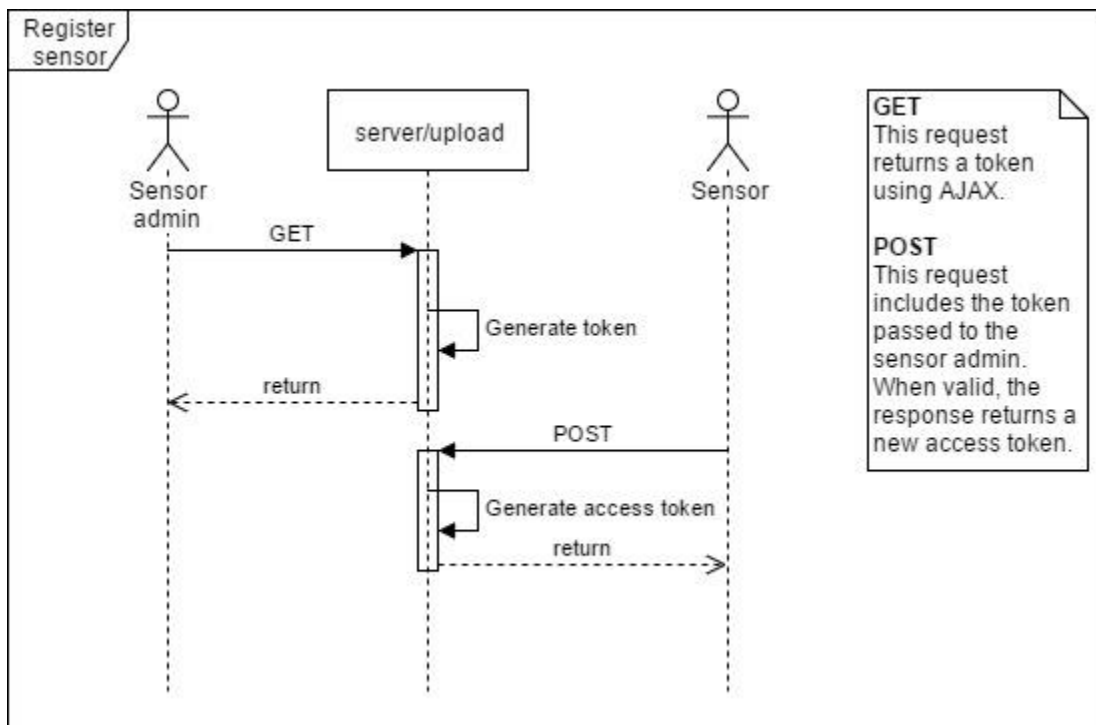 Register
sensor
server/upload
Sensor
admin
Sensor
GET
Generate token
return
POST
Generate access token
return
GET
This request
returns a token
using AJAX.
POST
This request
includes the token
passed to the
sensor admin.
When valid, the
response returns a
new access token.